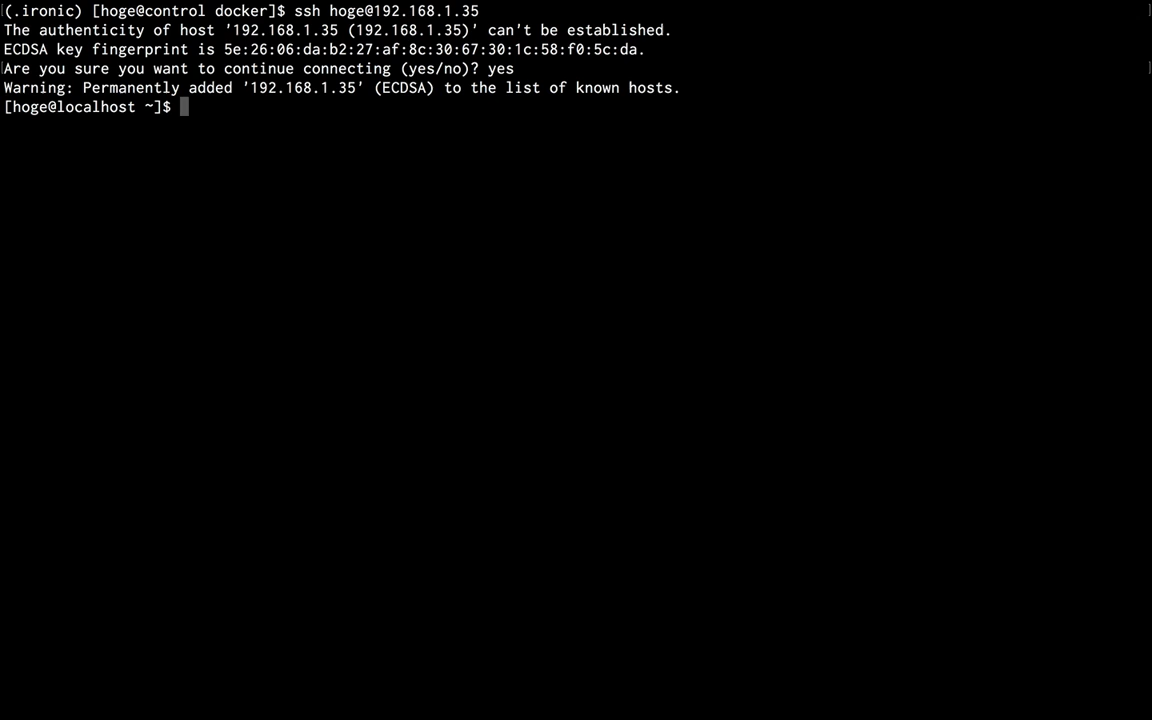 (.ironic) [hoge@control docker]$ ssh hoge@192.168.1.35
The authenticity of host '192.168.1.35 (192.168.1.35)' can't be established.
ECDSA key fingerprint is 5e:26:06:da:b2:27:af:8c:30:67:30:1c:58:f0:5c:da.
Are you sure you want to continue connecting (yes/no)? yes
Warning: Permanently added '192.168.1.35' (ECDSA) to the list of known hosts.
[hoge@localhost ~]$